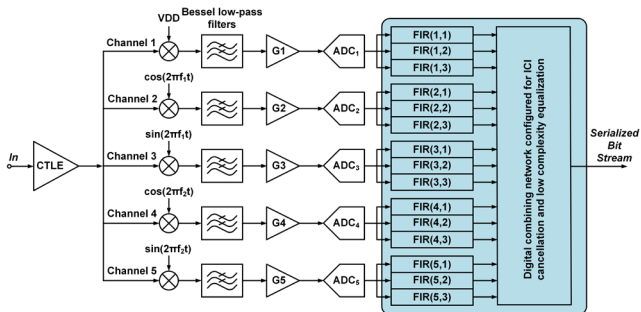 VDD
Bessel low-pass
filters
Channel 1
G1
ADC1
FIR(1,1)
FIR(1,2)
FIR(1,3)
cos(2πf1t)
Channel 2
G2
ADC2
FIR(2,1)
FIR(2,2)
FIR(2,3)
In
CTLE
sin(2πf1t)
Channel 3
G3
ADC3
FIR(3,1)
FIR(3,2)
FIR(3,3)
cos(2πf2t)
Channel 4
G4
ADC4
FIR(4,1)
FIR(4,2)
FIR(4,3)
sin(2πf2t)
Channel 5
G5
ADC5
FIR(5,1)
FIR(5,2)
FIR(5,3)
Digital combining network configured for ICI
cancellation and low complexity equalization
Serialized
Bit
Stream